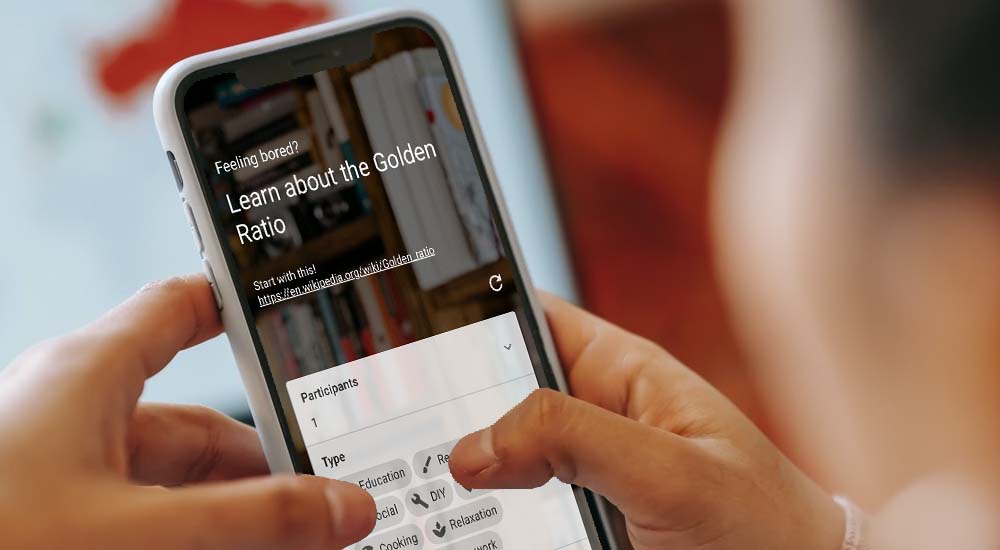 Feeling bored?
Learn about the Golden
Ratio
Start with this!
https://en.wikipedia.org/wiki/Golden_ratio
Participants
1
Type
Education
DIY
Relaxation
Cooking